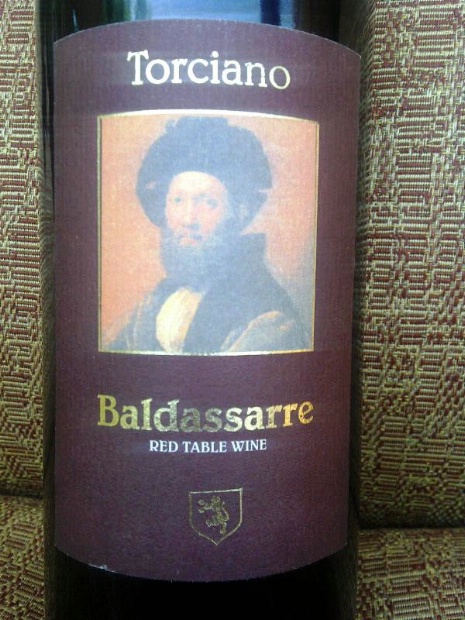 Torciano
Baldassarre
RED TABLE WINE